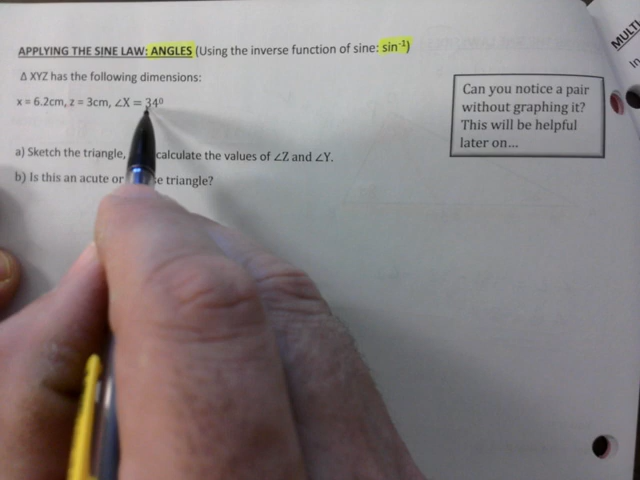 APPLYING THE SINE LAW: ANGLES (Using the inverse function of sine: sin⁻¹)
Δ XYZ has the following dimensions:
x = 6.2cm, z = 3cm, ∠X = 34⁰
a) Sketch the triangle, calculate the values of ∠Z and ∠Y.
b) Is this an acute or triangle?
Can you notice a pair
without graphing it?
This will be helpful
later on...
MULTI
In